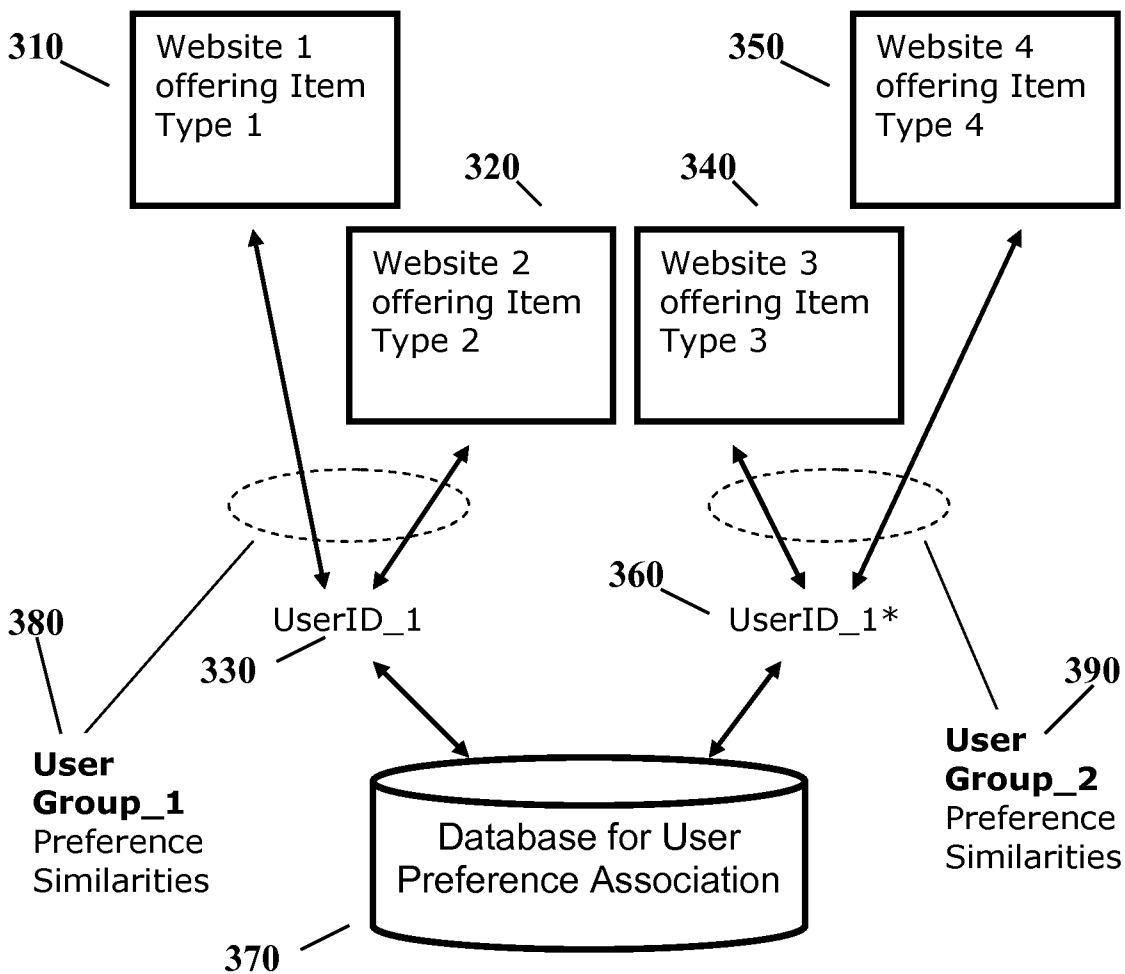 310
Website 1
offering Item
Type 1
350
Website 4
offering Item
Type 4
320
Website 2
offering Item
Type 2
340
Website 3
offering Item
Type 3
UserID_1
330
360
UserID_1*
380
User
Group_1
Preference
Similarities
390
User
Group_2
Preference
Similarities
Database for User
Preference Association
370